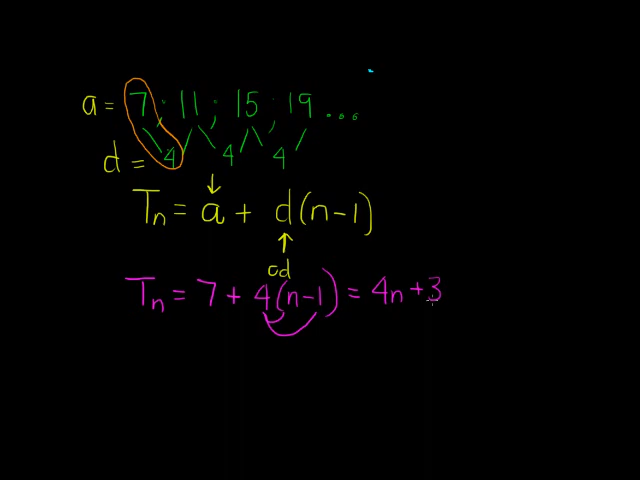 a = 7 ; 11 ; 15 ; 19 ...
d = 4 4 4
Tn = a + d(n-1)
cd
Tn = 7 + 4(n-1) = 4n+3